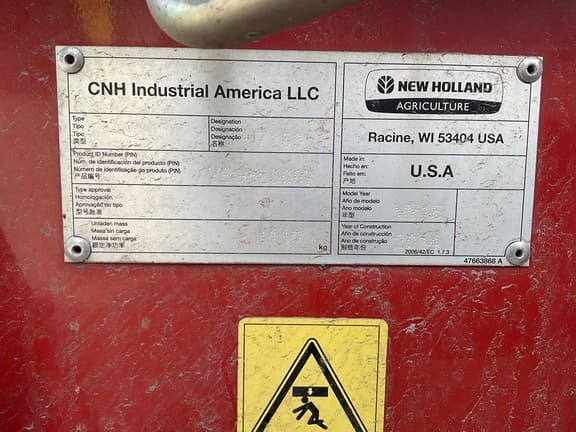 CNH Industrial America LLC
Type
Tipo
Tipo
类型
Designation
Designación
Designação
名称
Product ID Number (PIN)
Núm. de identificación del producto (PIN)
Número de identificação do produto (PIN)
产品编号
Type approval
Homologación
Aprovação do tipo
型号批准
Unladen mass
Masa sin carga
Massa sem carga
额定净功率
kg
NEW HOLLAND
AGRICULTURE
Racine, WI 53404 USA
Made in:
Hecho en:
Feito em:
产地
U.S.A
Model Year
Año de modelo
Ano modelo
年型
Year of Construction
Año de construcción
Ano de construção
制造年份
2006/42/EC 1.7.3
47663868 A